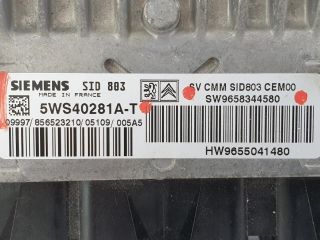 SIEMENS SID 803
MADE IN FRANCE
5WS40281A-T
09997/856523210/05109/005A5
SV CMM SID803 CEM00
SW9658344580
HW9655041480